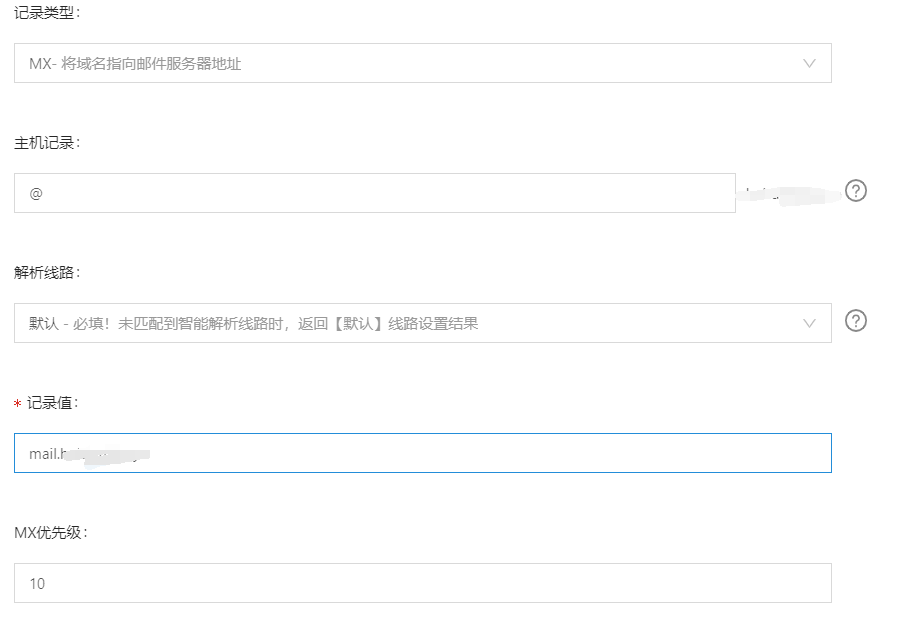 记录类型:
MX- 将域名指向邮件服务器地址
主机记录:
@
?
解析线路:
默认 - 必填！未匹配到智能解析线路时，返回【默认】线路设置结果
?
* 记录值:
mail.
MX优先级:
10